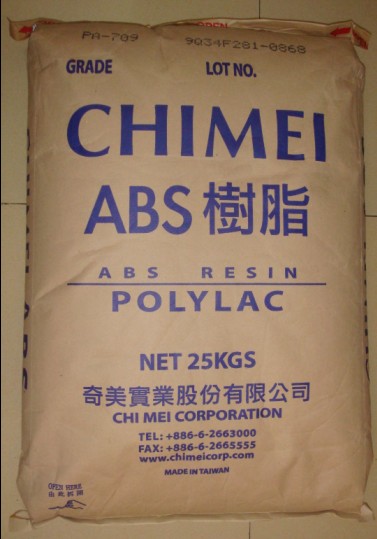 PA-709 9034F281-0868
GRADE LOT NO.
CHIMEI
ABS 樹脂
ABS RESIN
POLYLAC
NET 25KGS
奇美實業股份有限公司
CHI MEI CORPORATION
TEL: +886-6-2663000
FAX: +886-6-2665555
www.chimeicorp.com
MADE IN TAIWAN
OPEN HERE